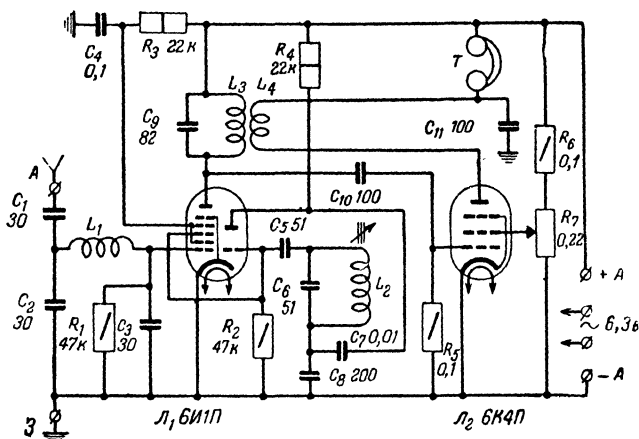 C4 0,1
R3 22к
R4 22к
T
L3 L4
C9 82
C11 100
R6 0,1
A
C1 30
C10 100
R7 0,22
L1
C5 51
C6 51
L2
+ A
C2 30
R1 47к
C3 30
R2 47к
C7 0,01
R5 0,1
~ 6,3в
C8 200
− A
З
Л1 6И1П
Л2 6К4П